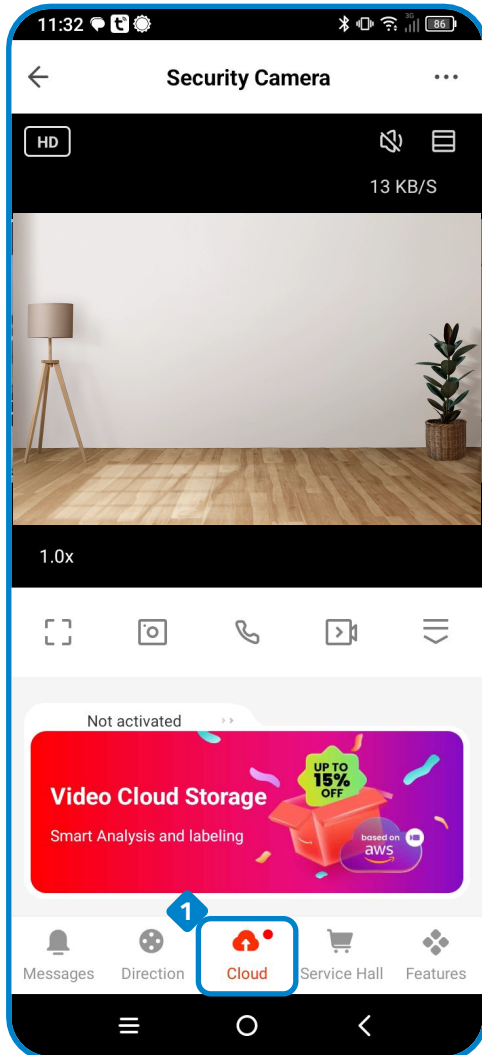 11:32
3G
86
Security Camera
HD
13 KB/S
1.0x
Not activated
UP TO
15%
OFF
Video Cloud Storage
Smart Analysis and labeling
based on
aws
1
Messages
Direction
Cloud
Service Hall
Features